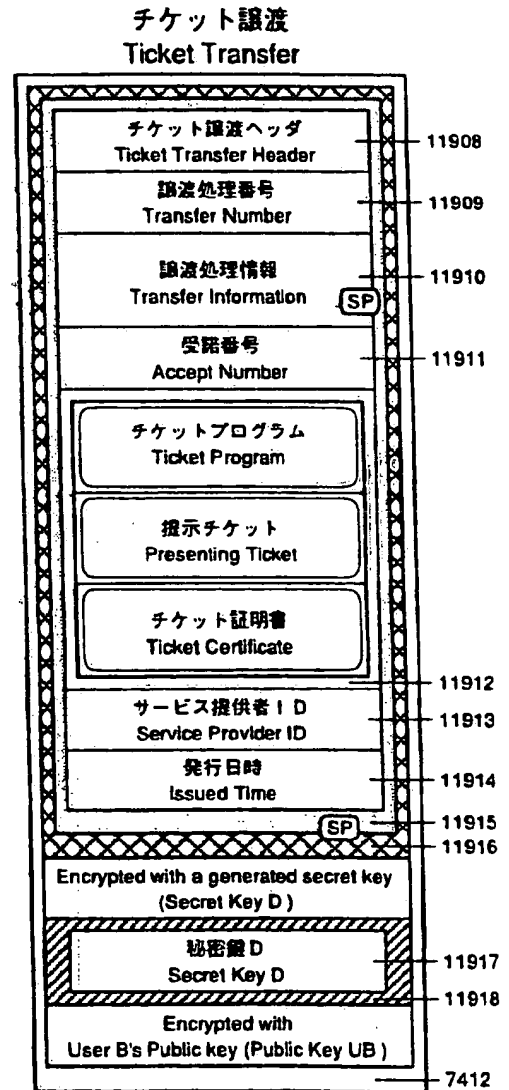 チケット譲渡
Ticket Transfer
チケット譲渡ヘッダ
Ticket Transfer Header
11908
譲渡処理番号
Transfer Number
11909
譲渡処理情報
Transfer Information
SP
11910
受諾番号
Accept Number
11911
チケットプログラム
Ticket Program
提示チケット
Presenting Ticket
チケット証明書
Ticket Certificate
11912
サービス提供者ID
Service Provider ID
11913
発行日時
Issued Time
11914
SP
11915
11916
Encrypted with a generated secret key
(Secret Key D )
秘密鍵D
Secret Key D
11917
11918
Encrypted with
User B's Public key (Public Key UB )
7412